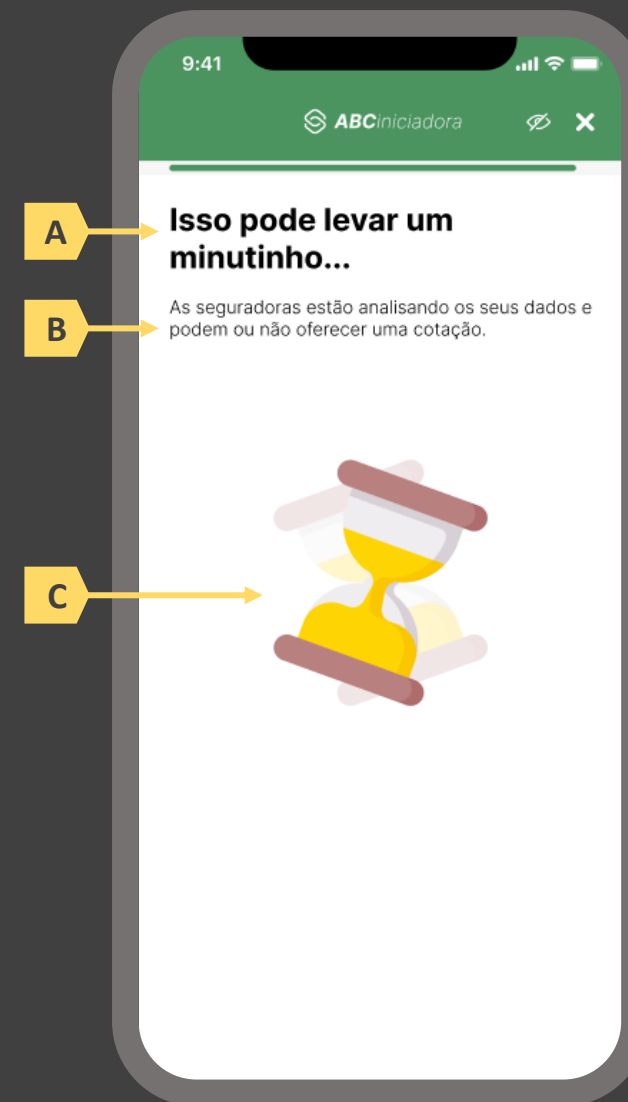 9:41
ABCiniciadora
A
Isso pode levar um
minutinho...
B
As seguradoras estão analisando os seus dados e
podem ou não oferecer uma cotação.
C